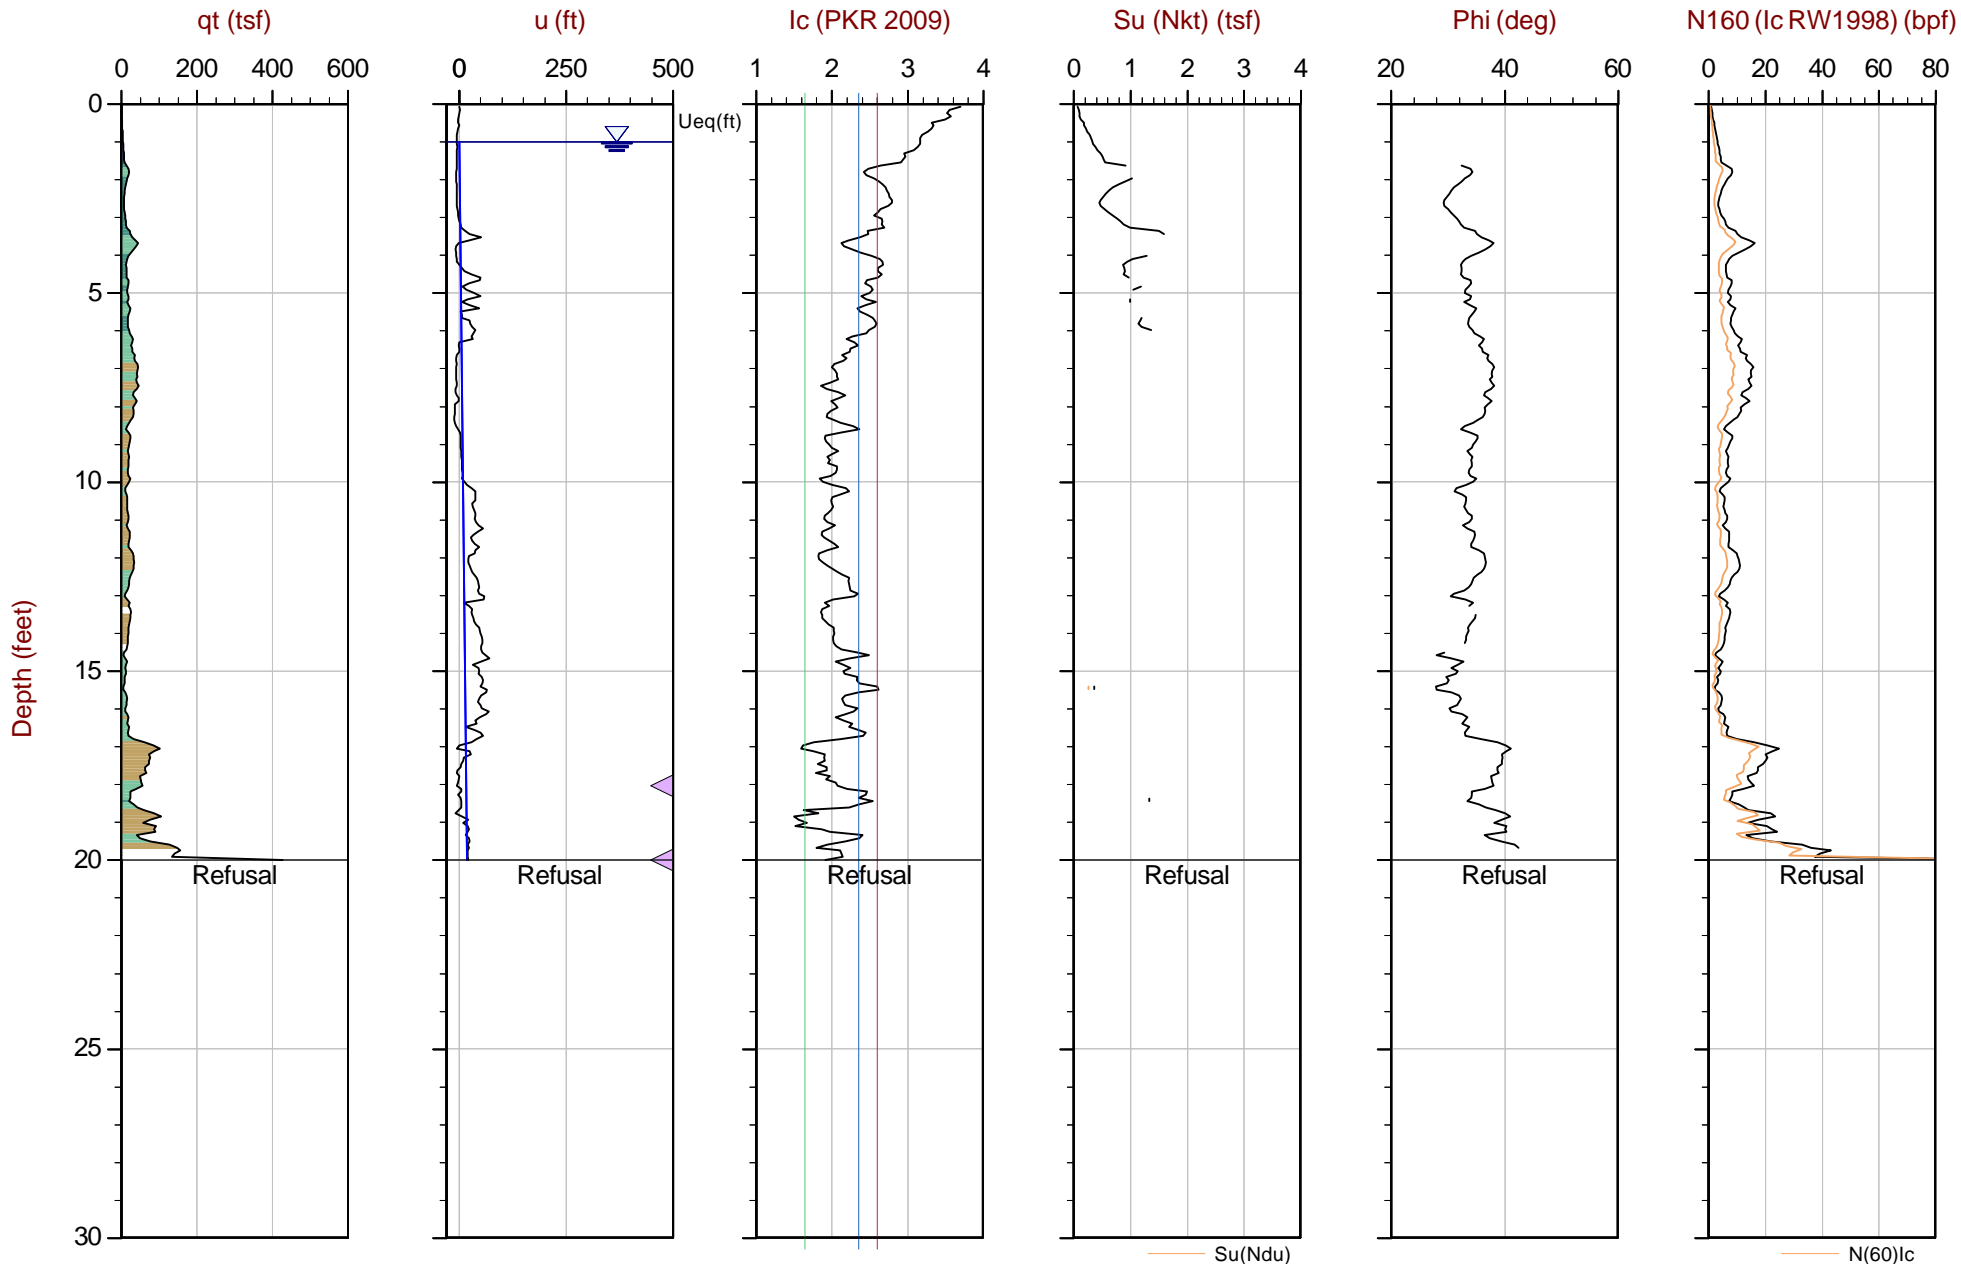 qt (tsf) u (ft) Ic (PKR 2009) Su (Nkt) (tsf) Phi (deg) N160 (Ic RW1998) (bpf)
0 200 400 600 0 250 500 1 2 3 4 0 1 2 3 4 20 40 60 0 20 40 60 80
0
Ueq(ft)
5
10
Depth (feet)
15
20
Refusal Refusal Refusal Refusal Refusal Refusal
25
30
Su(Ndu) N(60)Ic